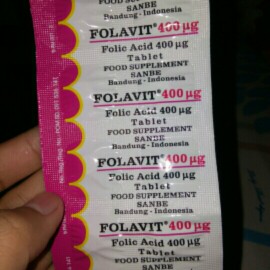 FOOD SUPPLEMENT
SANBE
Bandung - Indonesia
FOLAVIT® 400 µg
Folic Acid 400 µg
Tablet
FOOD SUPPLEMENT
SANBE
Bandung - Indonesia
FOLAVIT® 400 µg
Folic Acid 400 µg
Tablet
FOOD SUPPLEMENT
SANBE
Bandung - Indonesia
FOLAVIT® 400 µg
Folic Acid 400 µg
Tablet
FOOD SUPPLEMENT
SANBE
Bandung - Indonesia
FOLAVIT® 400 µg
Folic Acid 400 µg
Tablet
FOOD SUPPLEMENT